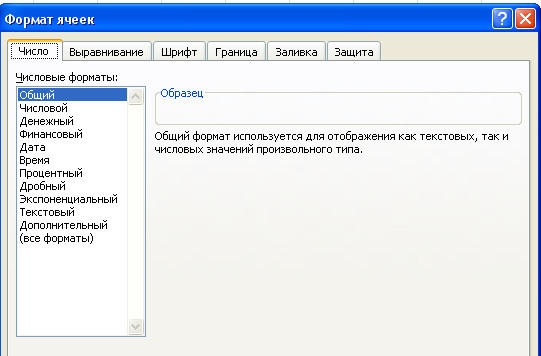 Формат ячеек
Число Выравнивание Шрифт Граница Заливка Защита
Числовые форматы:
Общий
Числовой
Денежный
Финансовый
Дата
Время
Процентный
Дробный
Экспоненциальный
Текстовый
Дополнительный
(все форматы)
Образец
Общий формат используется для отображения как текстовых, так и
числовых значений произвольного типа.